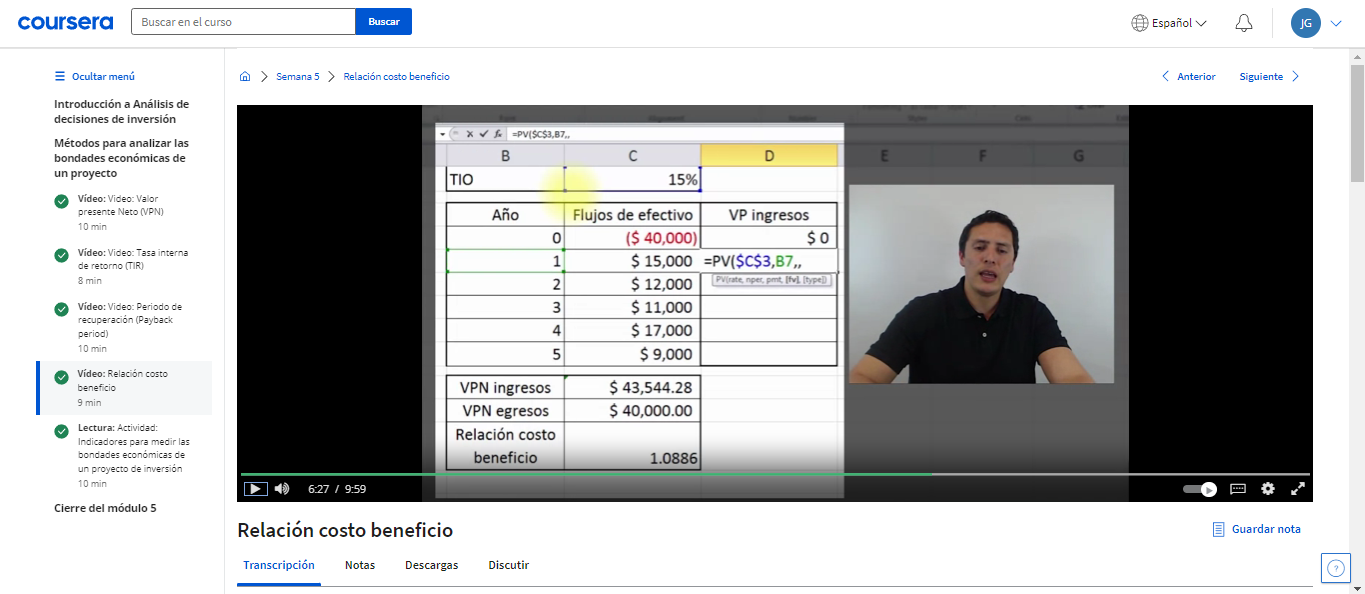 coursera
Buscar en el curso
Buscar
Español
JG
Ocultar menú
Introducción a Análisis de
decisiones de inversión
Métodos para analizar las
bondades económicas de
un proyecto
Vídeo: Video: Valor
presente Neto (VPN)
10 min
Vídeo: Video: Tasa interna
de retorno (TIR)
8 min
Vídeo: Video: Periodo de
recuperación (Payback
period)
10 min
Vídeo: Relación costo
beneficio
9 min
Lectura: Actividad:
Indicadores para medir las
bondades económicas de
un proyecto de inversión
10 min
Cierre del módulo 5
Semana 5
Relación costo beneficio
Anterior
Siguiente
fx =PV($C$3,B7,,
B C D E F G
TIO 15%
Año Flujos de efectivo VP ingresos
0 ($ 40,000) $ 0
1 $ 15,000 =PV($C$3,B7,,
PV(rate, nper, pmt, [fv], [type])
2 $ 12,000
3 $ 11,000
4 $ 17,000
5 $ 9,000
VPN ingresos $ 43,544.28
VPN egresos $ 40,000.00
Relación costo
beneficio 1.0886
6:27 / 9:59
Relación costo beneficio
Guardar nota
Transcripción Notas Descargas Discutir
?